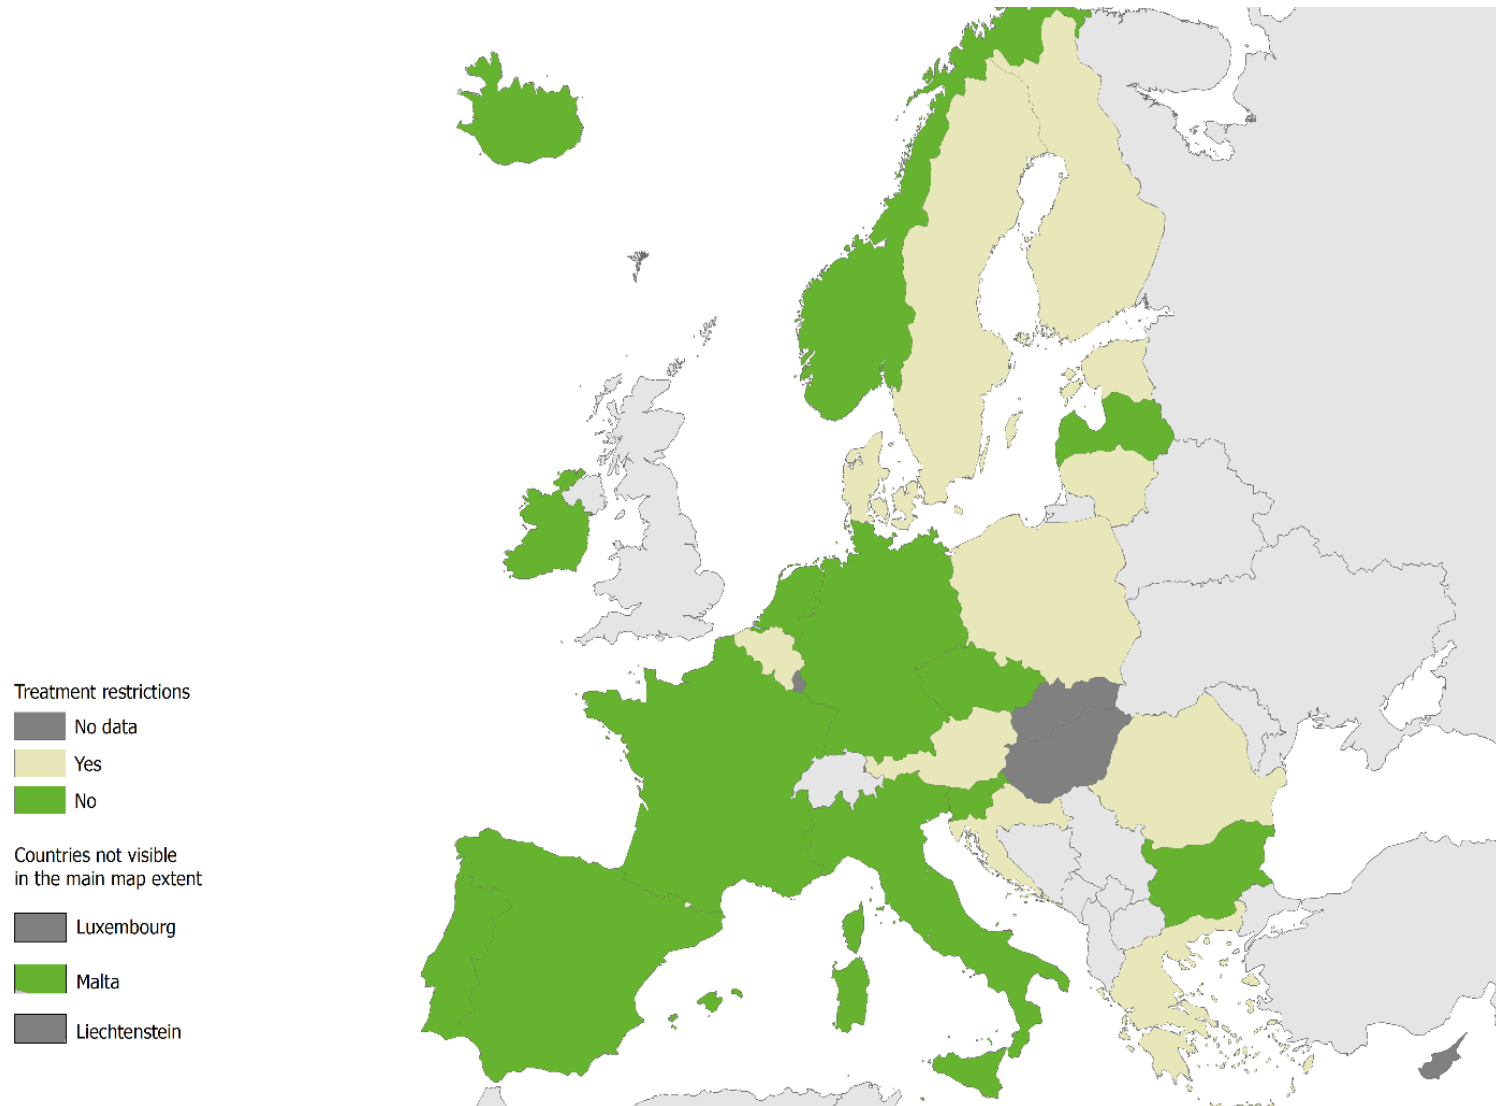 Treatment restrictions
No data
Yes
No
Countries not visible
in the main map extent
Luxembourg
Malta
Liechtenstein